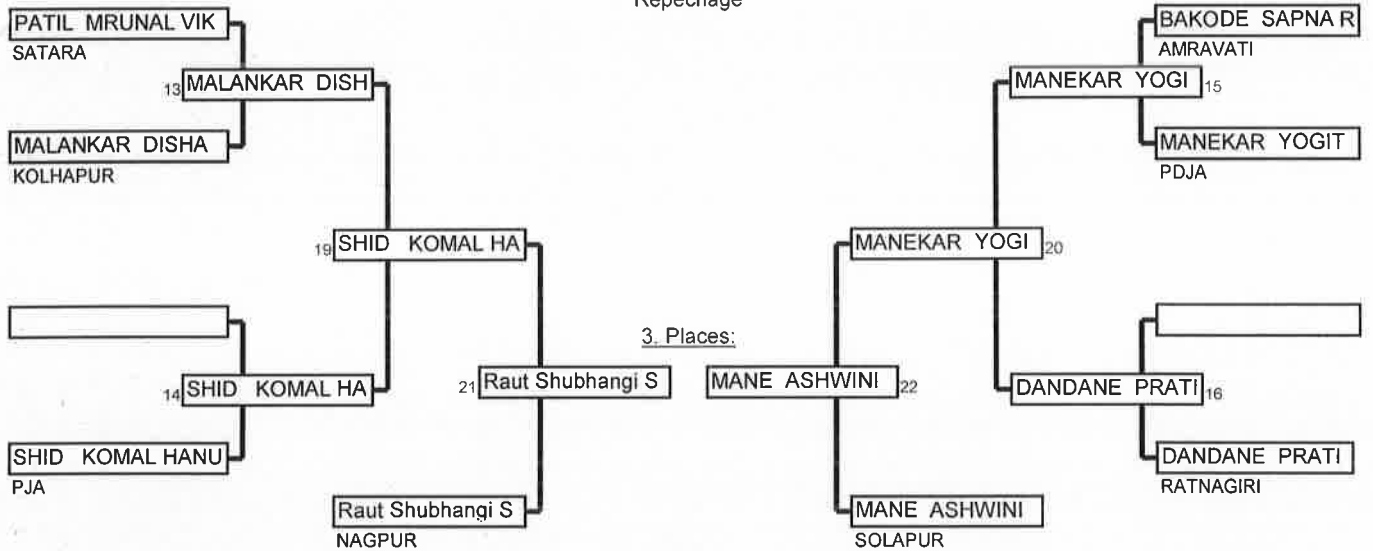 Repechage
PATIL MRUNAL VIK
SATARA
13 MALANKAR DISH
MALANKAR DISHA
KOLHAPUR
19 SHID KOMAL HA
14 SHID KOMAL HA
SHID KOMAL HANU
PJA
21 Raut Shubhangi S
Raut Shubhangi S
NAGPUR
3. Places:
BAKODE SAPNA R
AMRAVATI
MANEKAR YOGI 15
MANEKAR YOGIT
PDJA
MANEKAR YOGI 20
MANE ASHWINI 22
DANDANE PRATI 16
DANDANE PRATI
RATNAGIRI
MANE ASHWINI
SOLAPUR